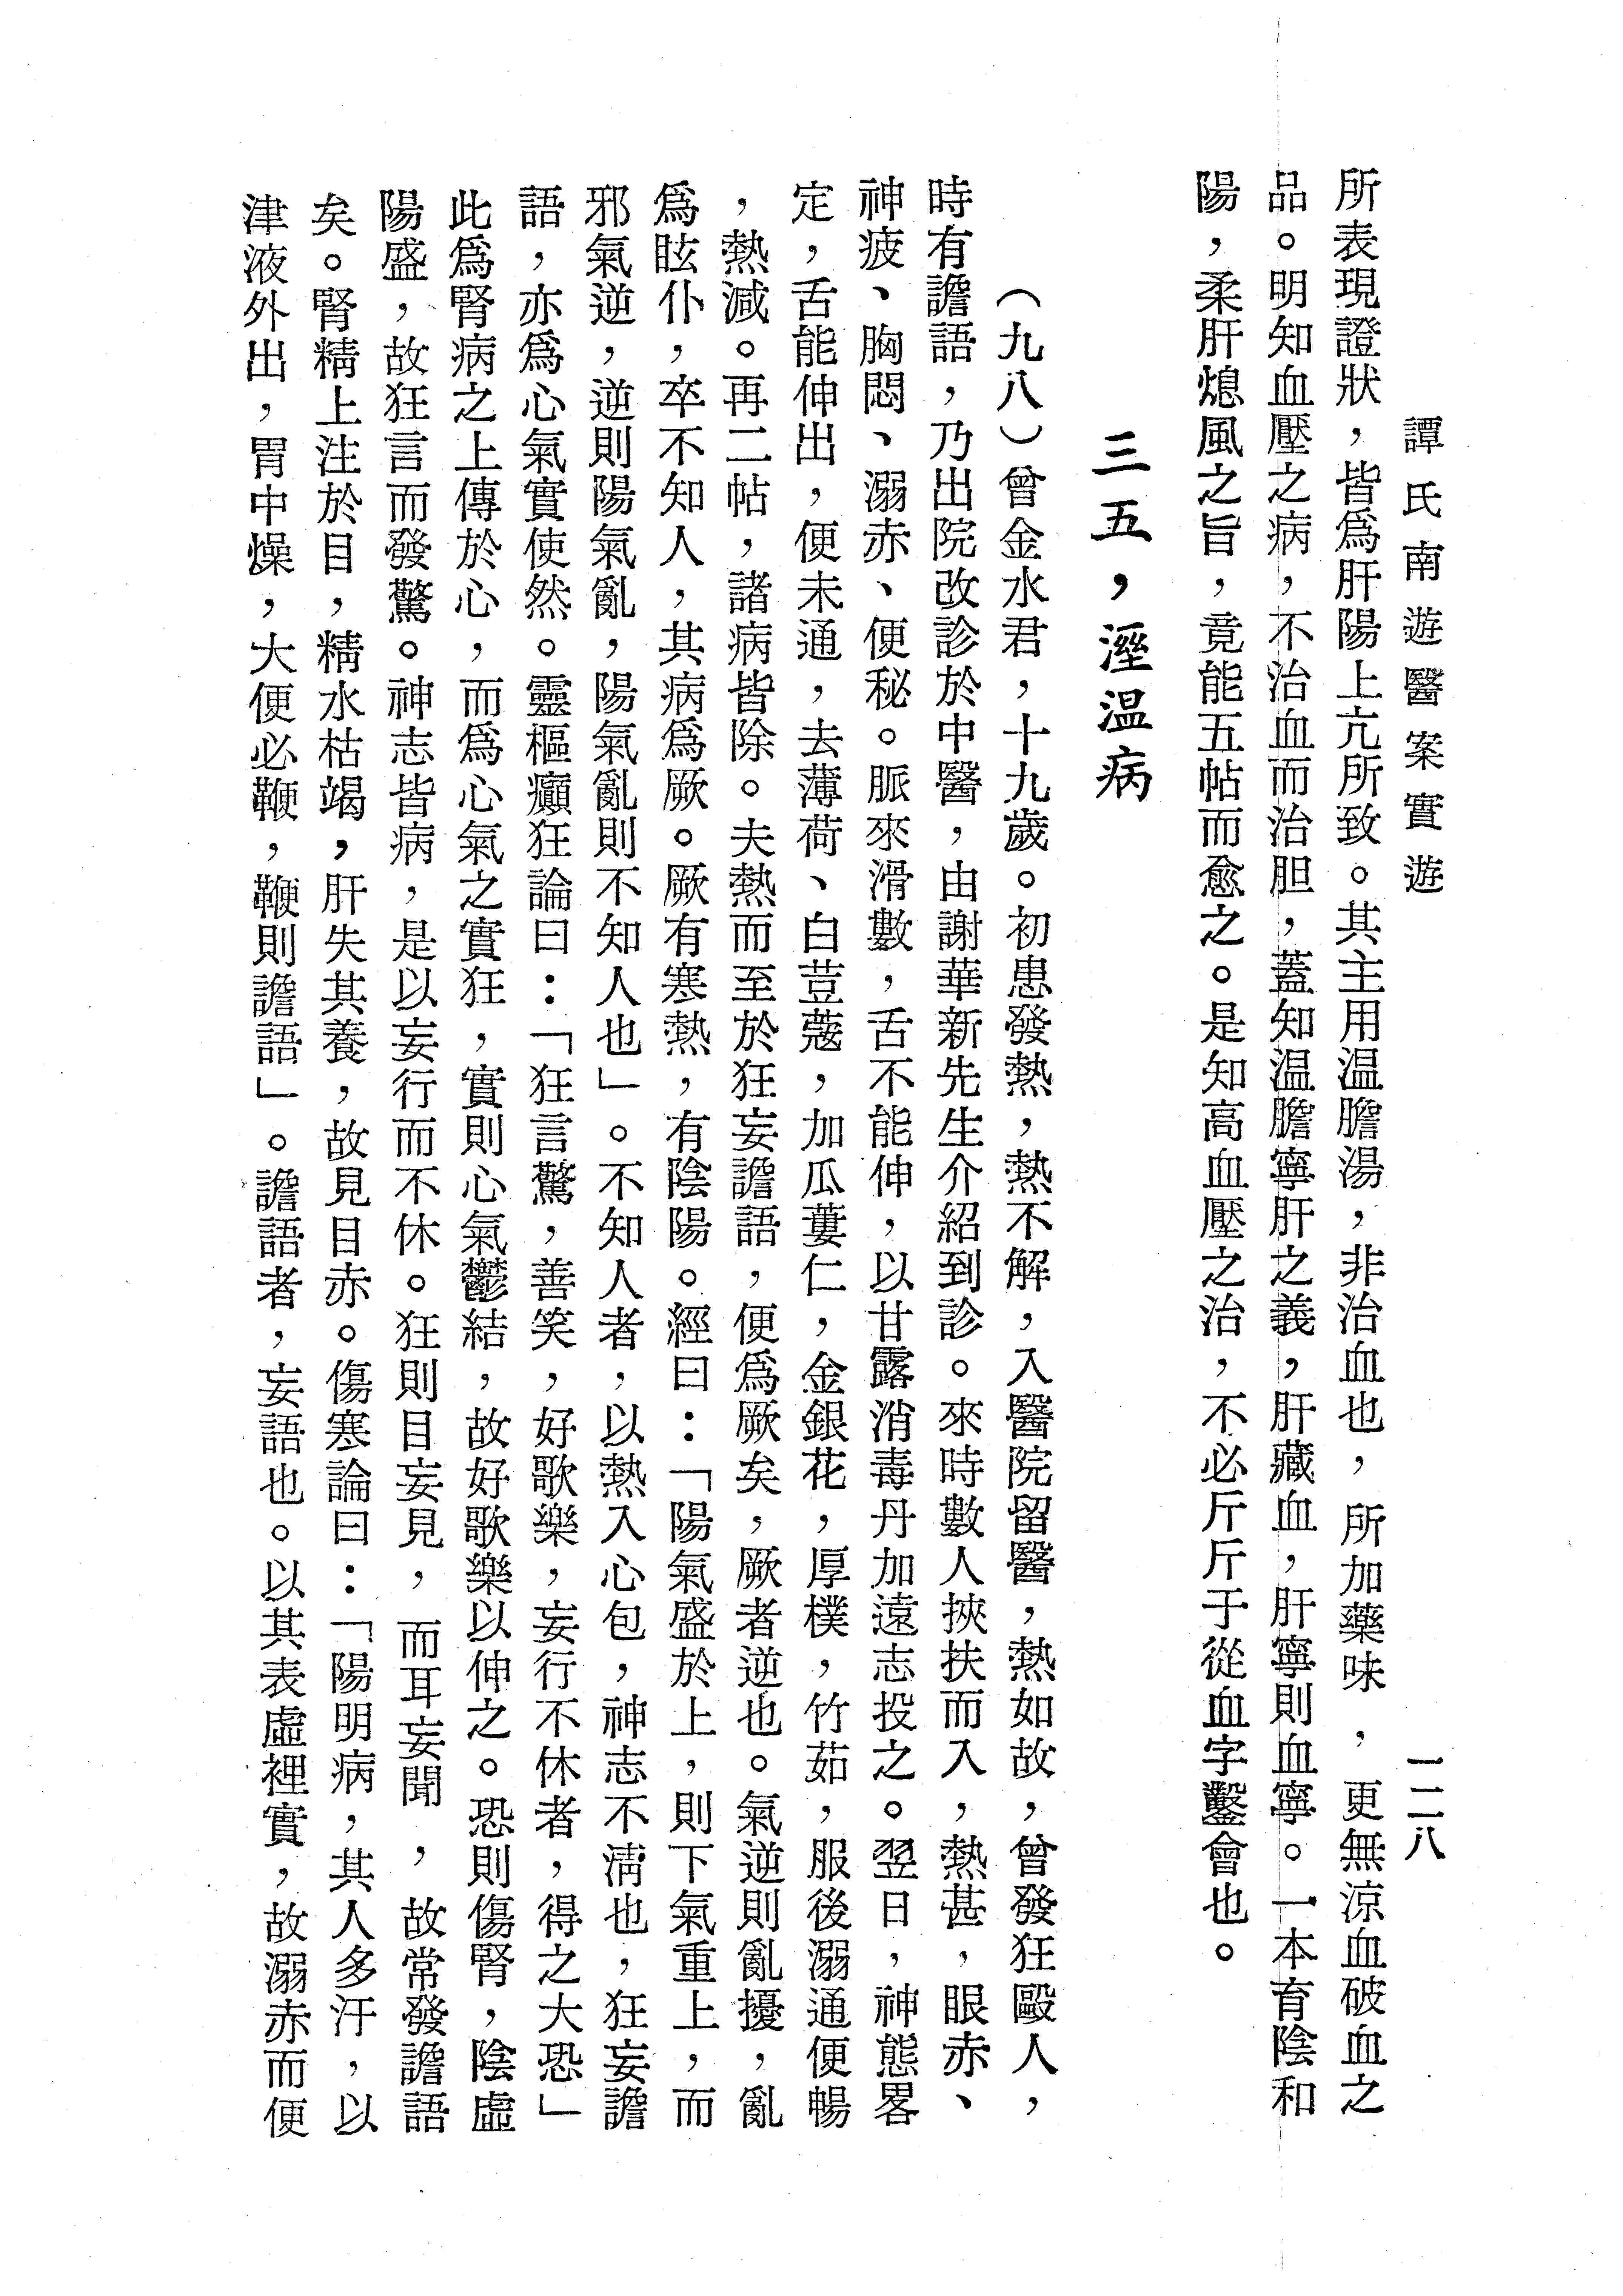 譚氏南遊醫案實遊 一二八
所表現證狀，皆爲肝陽上亢所致。其主用温膽湯，非治血也，所加藥味，更無涼血破血之
品。明知血壓之病，不治血而治胆，蓋知温膽寧肝之義，肝藏血，肝寧則血寧。一本育陰和
陽，柔肝熄風之旨，竟能五帖而愈之。是知高血壓之治，不必斤斤于從血字鑿會也。
三五，溼温病
（九八）曾金水君，十九歲。初患發熱，熱不解，入醫院留醫，熱如故，曾發狂毆人，
時有譫語，乃出院改診於中醫，由謝華新先生介紹到診。來時數人挾扶而入，熱甚，眼赤、
神疲、胸悶、溺赤、便秘。脈來滑數，舌不能伸，以甘露消毒丹加遠志投之。翌日，神態畧
定，舌能伸出，便未通，去薄荷、白荳蔻，加瓜蔞仁，金銀花，厚樸，竹茹，服後溺通便暢
，熱減。再二帖，諸病皆除。夫熱而至於狂妄譫語，便爲厥矣，厥者逆也。氣逆則亂擾，亂
爲眩仆，卒不知人，其病爲厥。厥有寒熱，有陰陽。經曰：「陽氣盛於上，則下氣重上，而
邪氣逆，逆則陽氣亂，陽氣亂則不知人也」。不知人者，以熱入心包，神志不淸也，狂妄譫
語，亦爲心氣實使然。靈樞癲狂論曰：「狂言驚，善笑，好歌樂，妄行不休者，得之大恐」
此爲腎病之上傳於心，而爲心氣之實狂，實則心氣鬱結，故好歌樂以伸之。恐則傷腎，陰虛
陽盛，故狂言而發驚。神志皆病，是以妄行而不休。狂則目妄見，而耳妄聞，故常發譫語
矣。腎精上注於目，精水枯竭，肝失其養，故見目赤。傷寒論曰：「陽明病，其人多汗，以
津液外出，胃中燥，大便必鞕，鞕則譫語」。譫語者，妄語也。以其表虛裡實，故溺赤而便